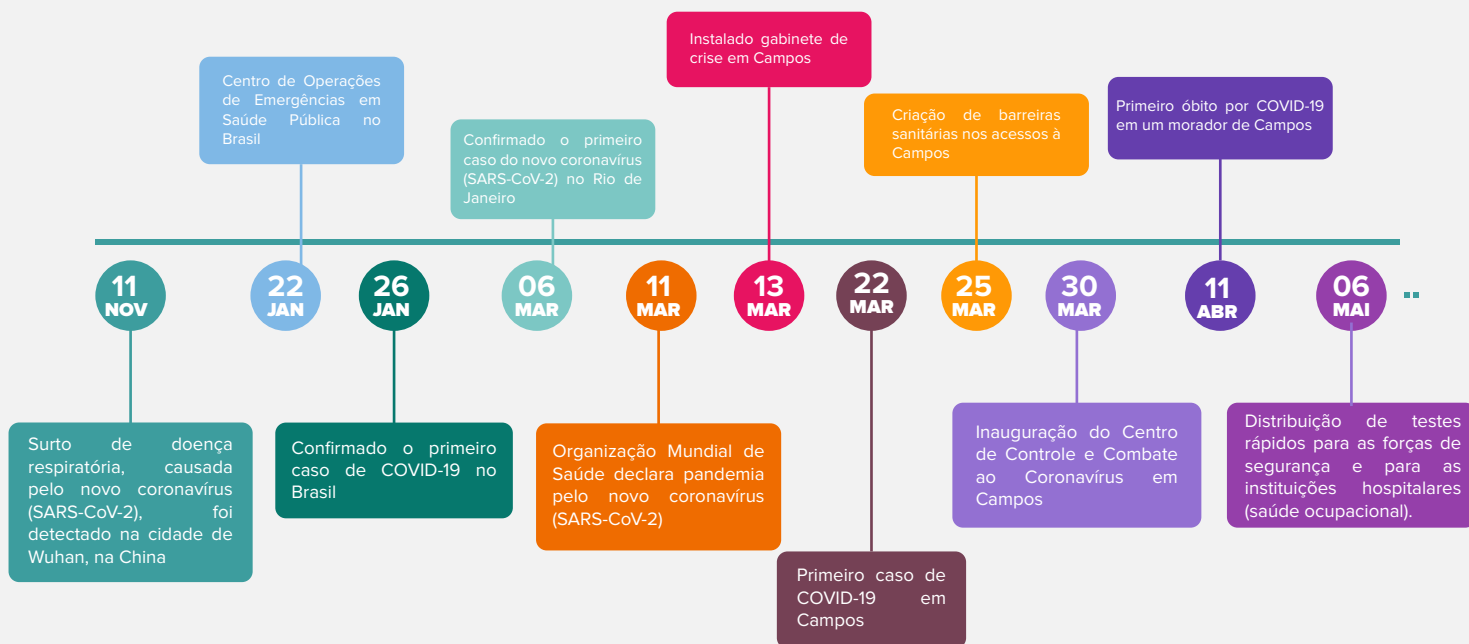 Instalado gabinete de
crise em Campos
Centro de Operações
de Emergências em
Saúde Pública no
Brasil
Confirmado o primeiro
caso do novo coronavírus
(SARS-CoV-2) no Rio de
Janeiro
Criação de barreiras
sanitárias nos acessos à
Campos
Primeiro óbito por COVID-19
em um morador de Campos
11
NOV
22
JAN
26
JAN
06
MAR
11
MAR
13
MAR
22
MAR
25
MAR
30
MAR
11
ABR
06
MAI
Surto de doença
respiratória, causada
pelo novo coronavírus
(SARS-CoV-2), foi
detectado na cidade de
Wuhan, na China
Confirmado o primeiro
caso de COVID-19 no
Brasil
Organização Mundial de
Saúde declara pandemia
pelo novo coronavírus
(SARS-CoV-2)
Primeiro caso de
COVID-19 em
Campos
Inauguração do Centro
de Controle e Combate
ao Coronavírus em
Campos
Distribuição de testes
rápidos para as forças de
segurança e para as
instituições hospitalares
(saúde ocupacional).